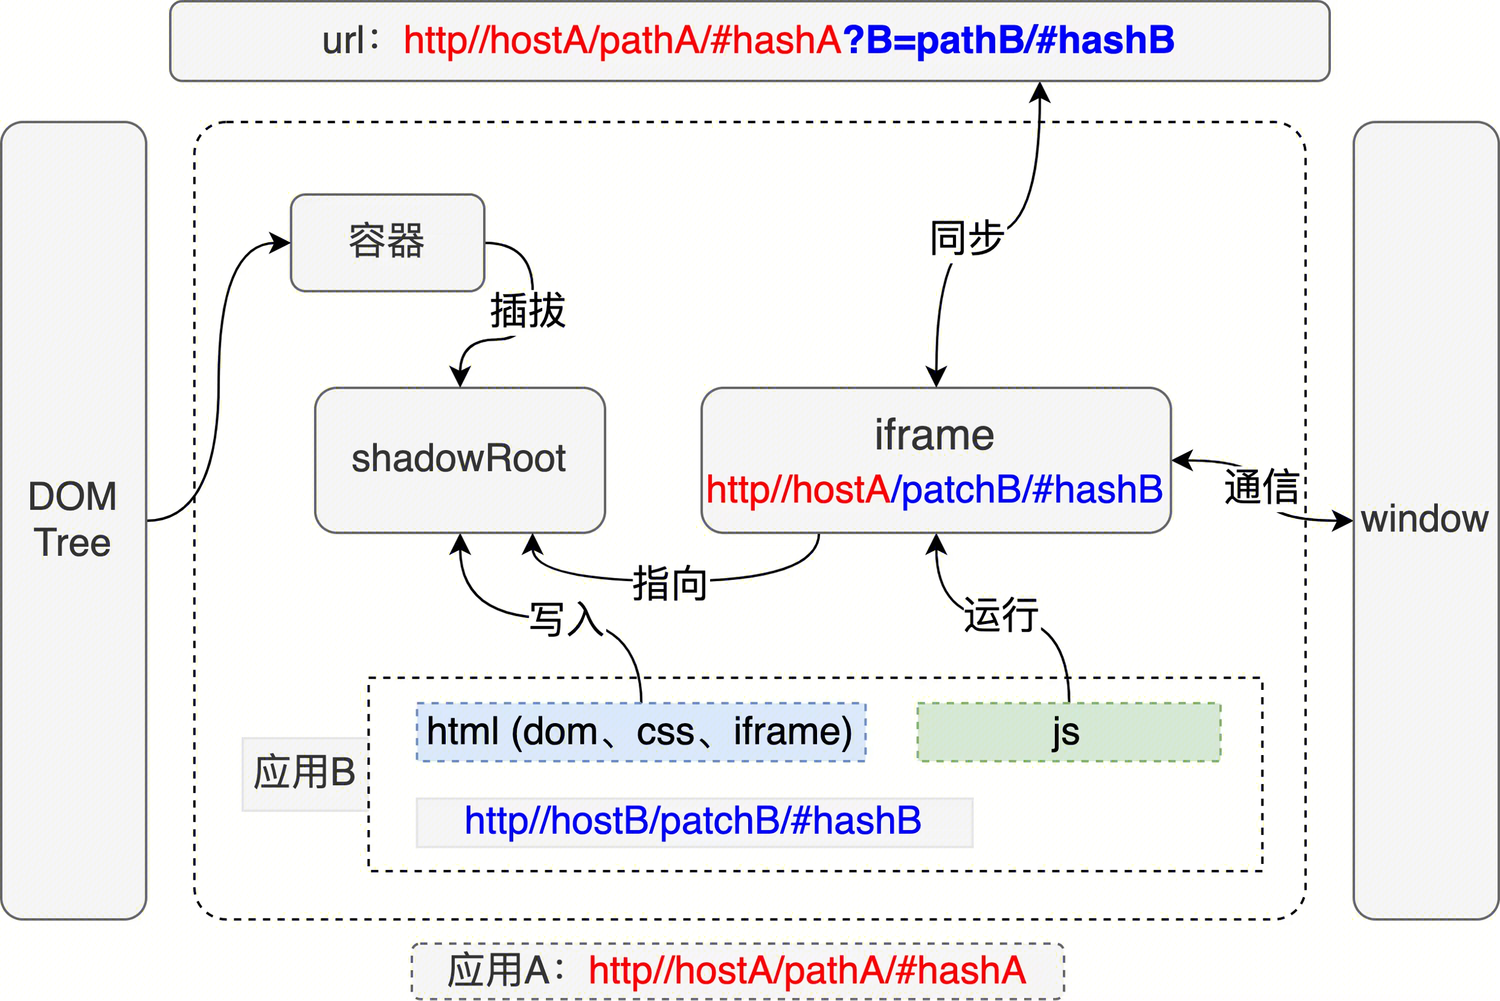 url：http//hostA/pathA/#hashA?B=pathB/#hashB
容器
同步
插拔
DOM
Tree
shadowRoot
iframe
http//hostA/patchB/#hashB
通信
window
指向
写入
运行
html (dom、css、iframe)
js
应用B
http//hostB/patchB/#hashB
应用A：http//hostA/pathA/#hashA